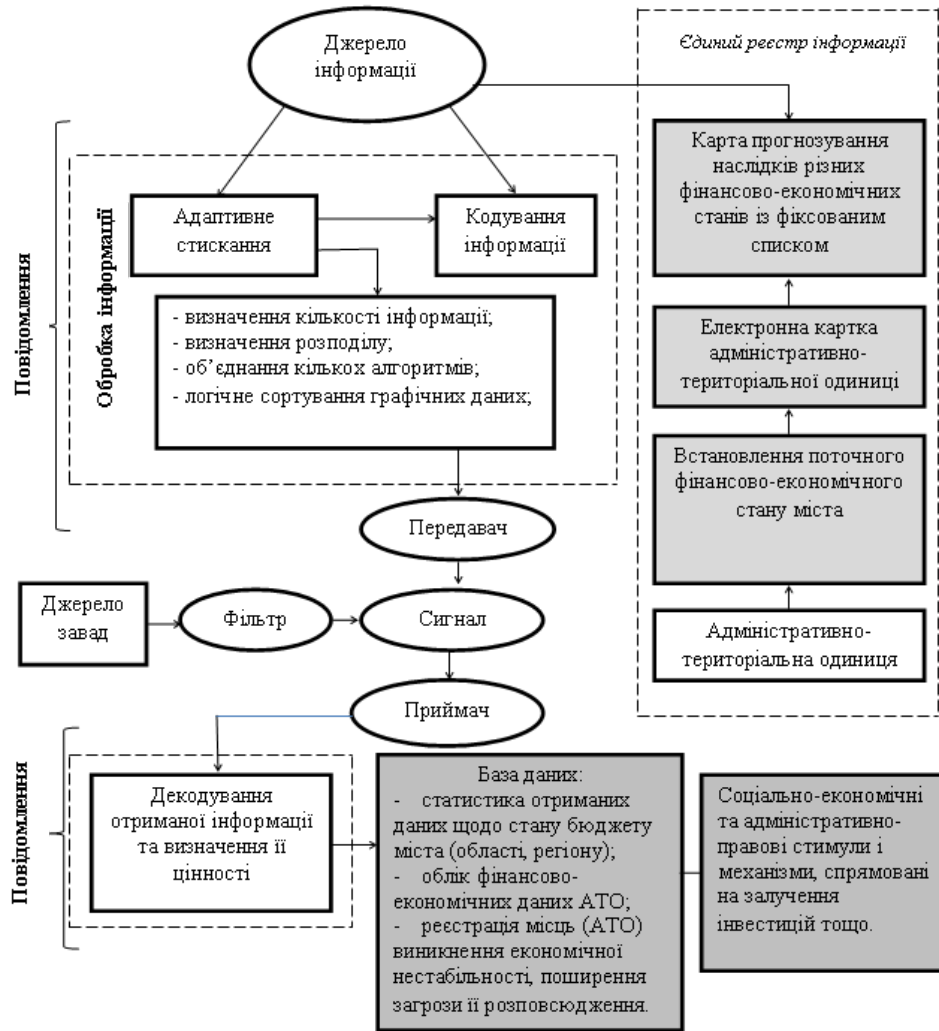 Джерело
інформації
Єдиний реєстр інформації
Карта прогнозування
наслідків різних
фінансово-економічних
станів із фіксованим
списком
Повідомлення
Обробка інформації
Адаптивне
стискання
Кодування
інформації
- визначення кількості інформації;
- визначення розподілу;
- об’єднання кількох алгоритмів;
- логічне сортування графічних даних;
Електронна картка
адміністративно-
територіальної одиниці
Встановлення поточного
фінансово-економічного
стану міста
Передавач
Джерело
завад
Фільтр
Сигнал
Адміністративно-
територіальна одиниця
Приймач
Повідомлення
Декодування
отриманої інформації
та визначення її
цінності
База даних:
- статистика отриманих
даних щодо стану бюджету
міста (області, регіону);
- облік фінансово-
економічних даних АТО;
- реєстрація місць (АТО)
виникнення економічної
нестабільності, поширення
загрози її розповсюдження.
Соціально-економічні
та адміністративно-
правові стимули і
механізми, спрямовані
на залучення
інвестицій тощо.